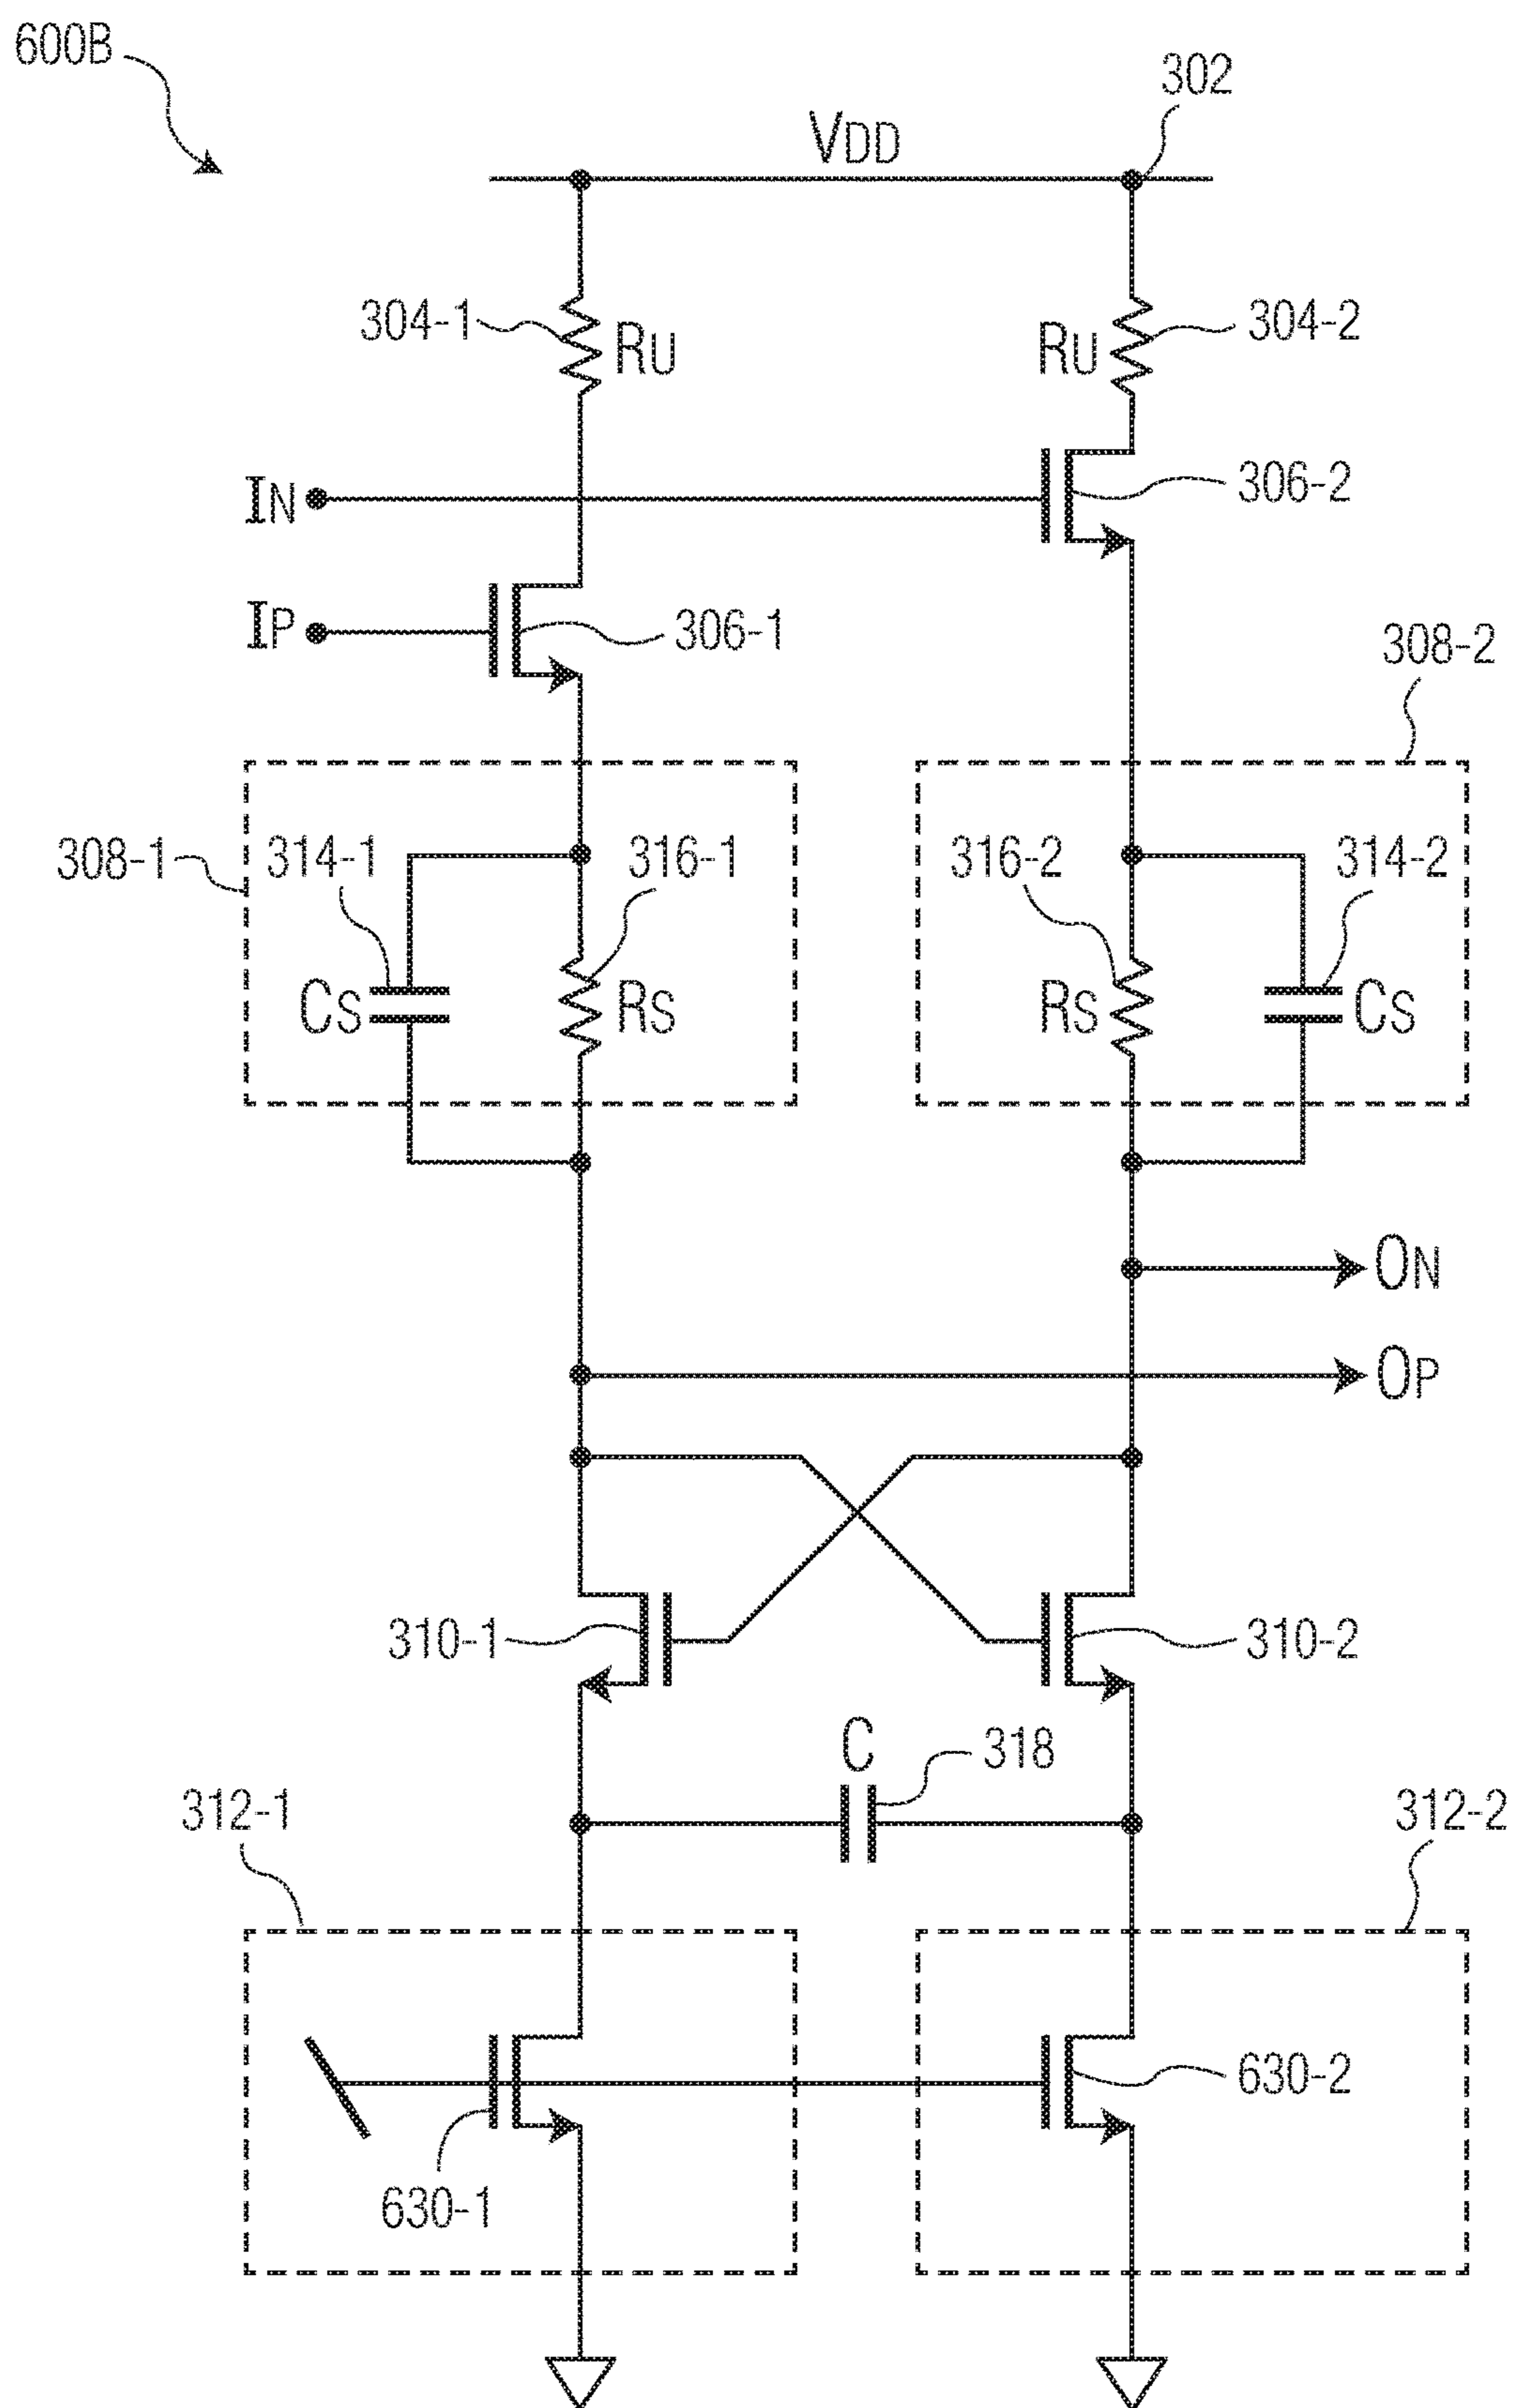 600B
302
VDD
304-1
RU
RU
304-2
IN
306-2
IP
306-1
308-2
308-1
314-1
316-1
316-2
314-2
CS
RS
RS
CS
ON
OP
310-1
310-2
C
318
312-1
312-2
630-2
630-1